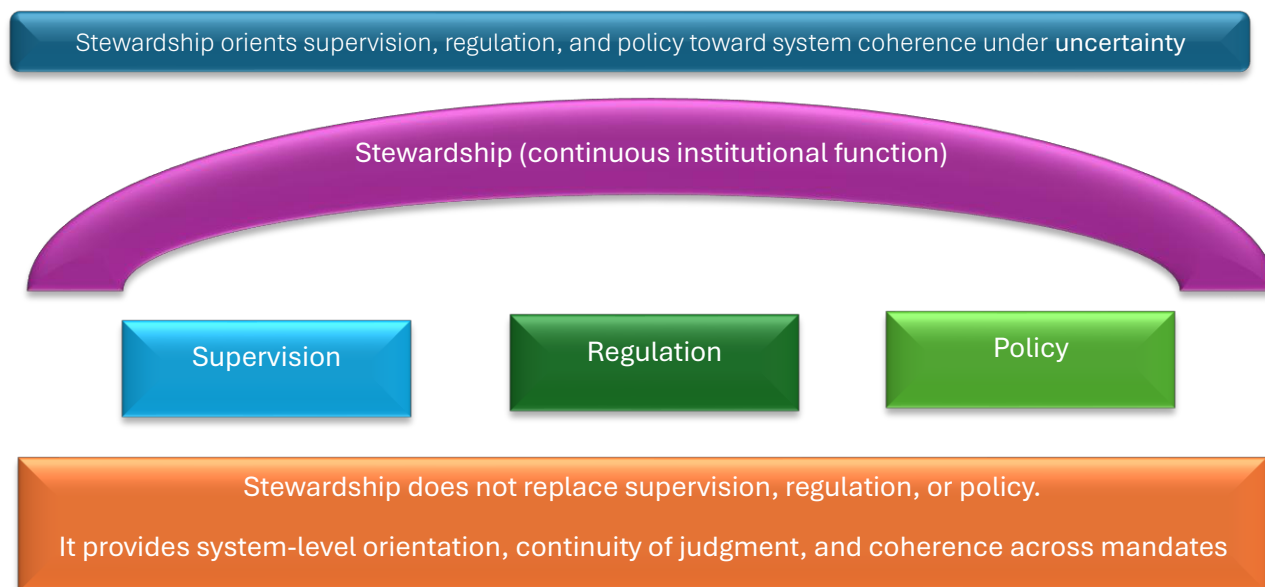 Stewardship orients supervision, regulation, and policy toward system coherence under uncertainty
Stewardship (continuous institutional function)
Supervision
Regulation
Policy
Stewardship does not replace supervision, regulation, or policy.
It provides system-level orientation, continuity of judgment, and coherence across mandates